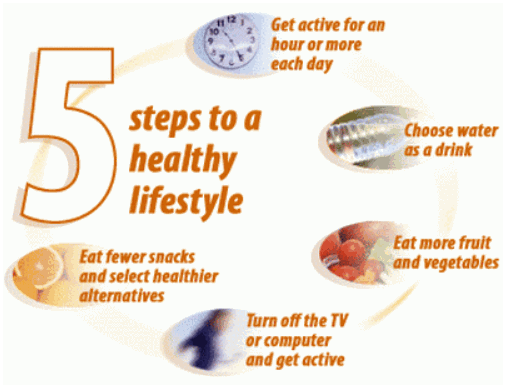 5
steps to a
healthy
lifestyle
Get active for an
hour or more
each day
Choose water
as a drink
Eat more fruit
and vegetables
Turn off the TV
or computer
and get active
Eat fewer snacks
and select healthier
alternatives